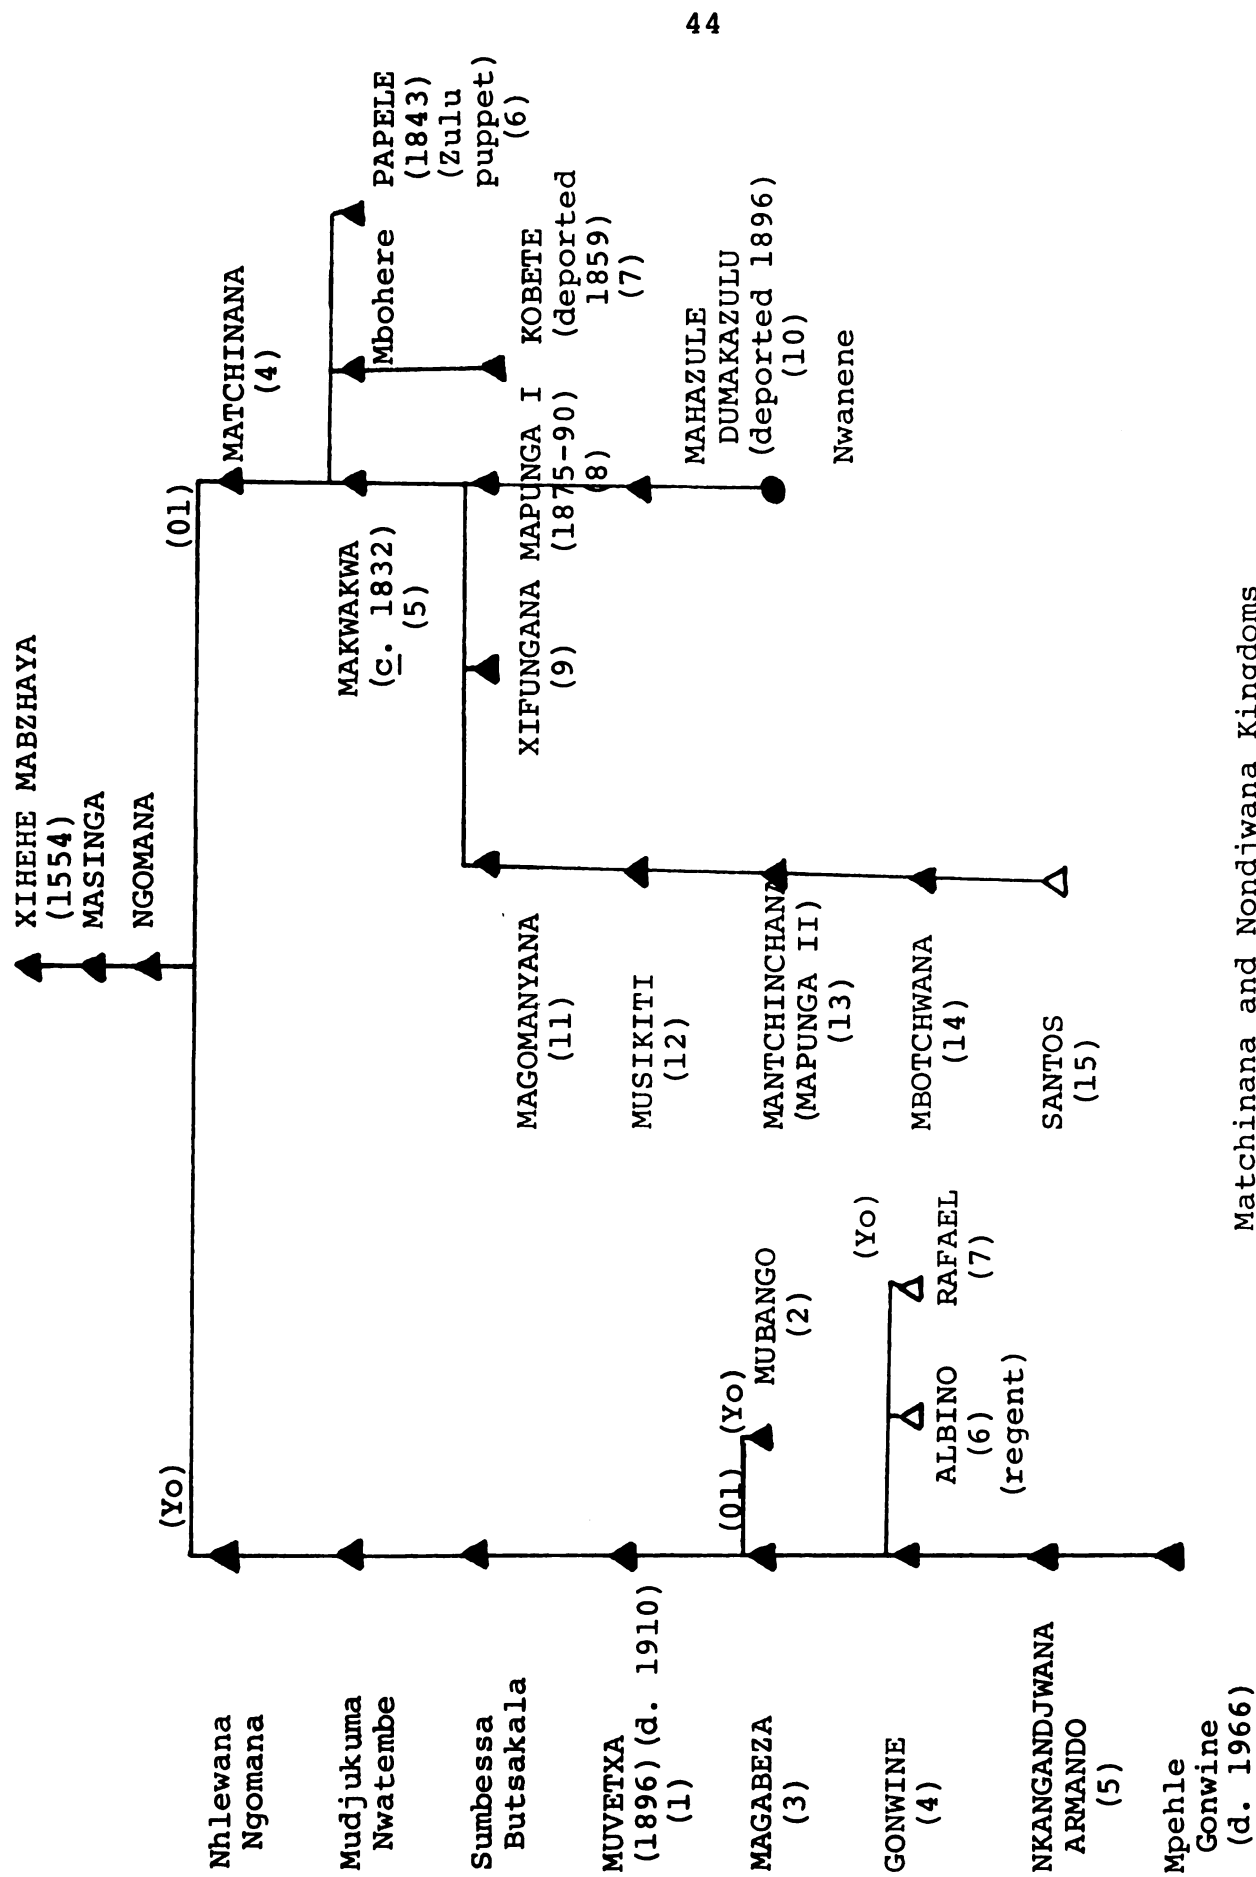 44
XIHEHE MABZHAYA
(1554)
MASINGA
NGOMANA
(Yo)
(Ol)
Nhlewana
Ngomana
MATCHINANA
(4)
Mudjukuma
Nwatembe
MAKWAKWA
(c. 1832)
(5)
Mbohere
PAPELE
(1843)
(Zulu
puppet)
(6)
Sumbessa
Butsakala
MAGOMANYANA
(11)
XIFUNGANA
(9)
MAPUNGA I
(1875-90)
(8)
KOBETE
(deported
1859)
(7)
MUVETXA
(1896)(d. 1910)
(1)
MUSIKITI
(12)
MAHAZULE
DUMAKAZULU
(deported 1896)
(10)
(Ol)
(Yo)
MAGABEZA
(3)
MUBANGO
(2)
MANTCHINCHANA
(MAPUNGA II)
(13)
Nwanene
(Yo)
GONWINE
(4)
ALBINO
(6)
(regent)
RAFAEL
(7)
MBOTCHWANA
(14)
NKANGANDJWANA
ARMANDO
(5)
SANTOS
(15)
Mpehle
Gonwine
(d. 1966)
Matchinana and Nondjwana Kingdoms